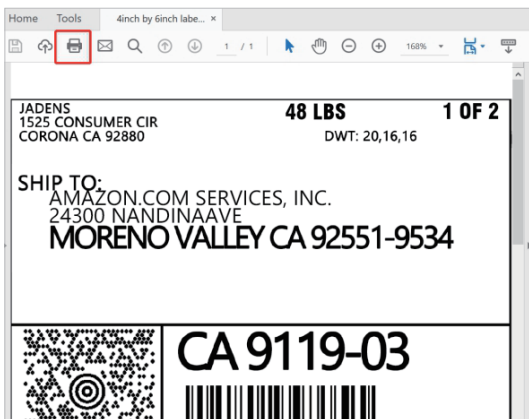 Home Tools 4inch by 6inch labe... ×
1 / 1 168%
JADENS 48 LBS 1 OF 2
1525 CONSUMER CIR
CORONA CA 92880 DWT: 20,16,16
SHIP TO:
AMAZON.COM SERVICES, INC.
24300 NANDINAAVE
MORENO VALLEY CA 92551-9534
CA 9119-03